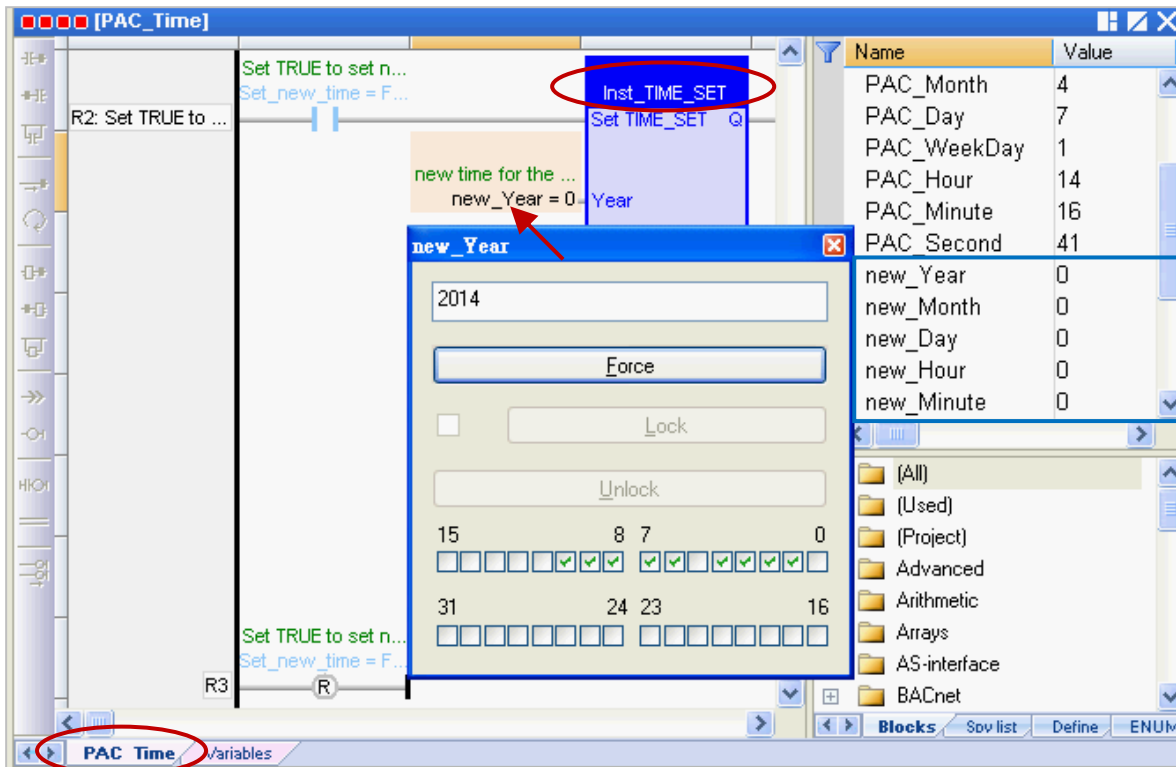 [PAC_Time]
Set TRUE to set n...
Set_new_time = F...
R2: Set TRUE to ...
Inst_TIME_SET
Set TIME_SET Q
new time for the ...
new_Year = 0
Year
new_Year
2014
Force
Lock
Unlock
15 8 7 0
31 24 23 16
Set TRUE to set n...
Set_new_time = F...
R3
R
PAC_Time Variables
Name Value
PAC_Month 4
PAC_Day 7
PAC_WeekDay 1
PAC_Hour 14
PAC_Minute 16
PAC_Second 41
new_Year 0
new_Month 0
new_Day 0
new_Hour 0
new_Minute 0
(All)
(Used)
(Project)
Advanced
Arithmetic
Arrays
AS-interface
BACnet
Blocks Spy list Define ENUM